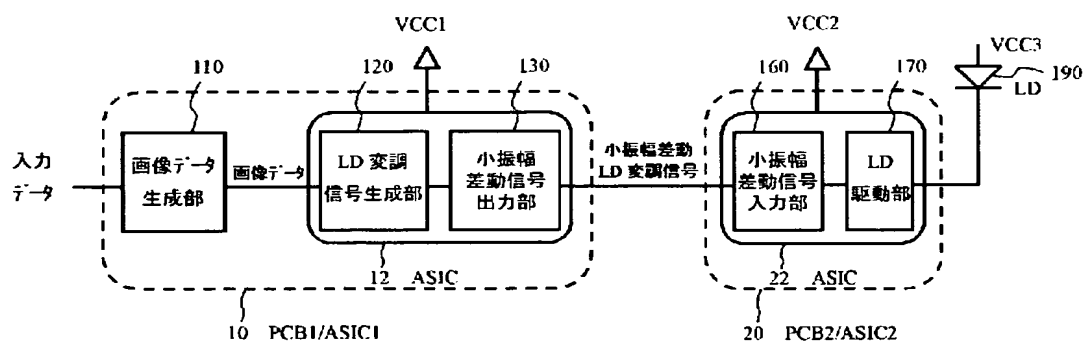 VCC1
VCC2
VCC3
110
120
130
160
170
190
LD
入力
データ
画像データ
生成部
画像データ
LD 変調
信号生成部
小振幅
差動信号
出力部
小振幅差動
LD 変調信号
小振幅
差動信号
入力部
LD
駆動部
12 ASIC
22 ASIC
10 PCB1/ASIC1
20 PCB2/ASIC2